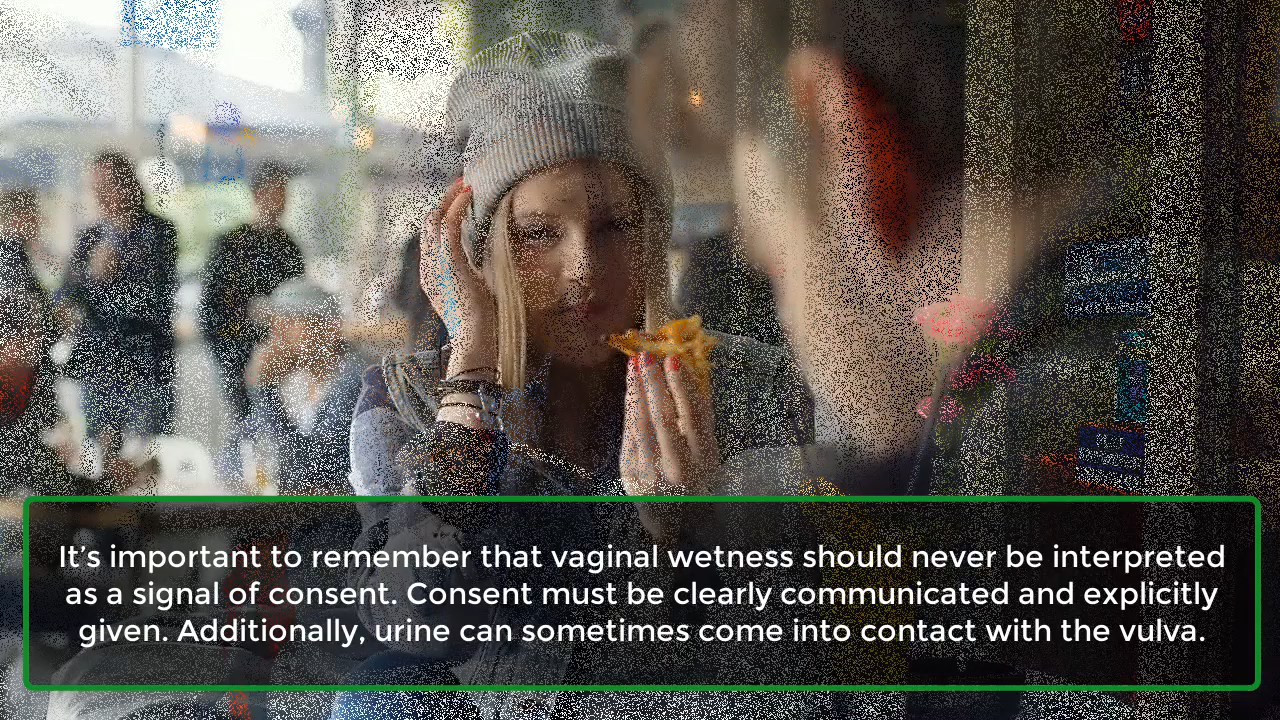 It’s important to remember that vaginal wetness should never be interpreted
as a signal of consent. Consent must be clearly communicated and explicitly
given. Additionally, urine can sometimes come into contact with the vulva.